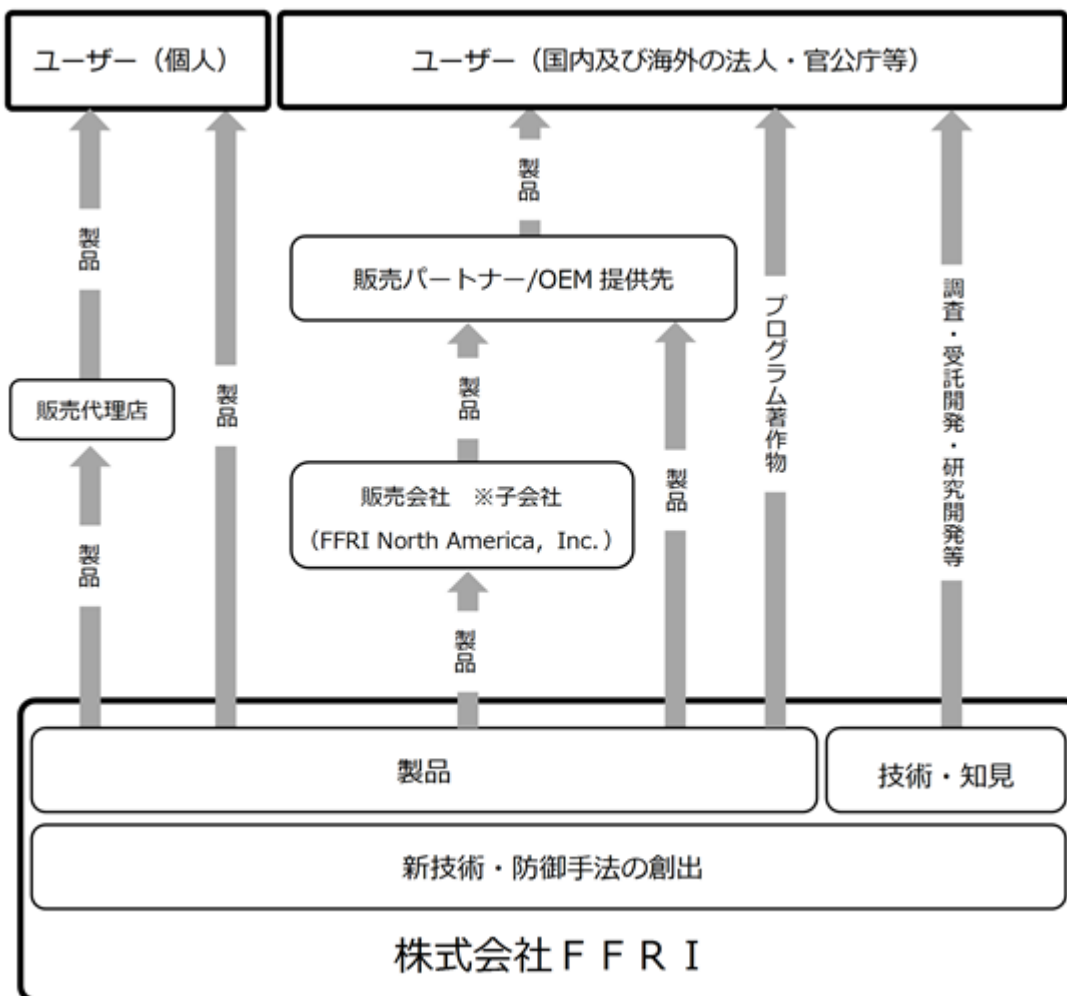 ユーザー（個人）
ユーザー（国内及び海外の法人・官公庁等）
製品
製品
販売パートナー/OEM 提供先
プログラム著作物
調査・受託開発・研究開発等
販売代理店
製品
製品
製品
販売会社　※子会社
（FFRI North America, Inc.）
製品
製品
製品
技術・知見
新技術・防御手法の創出
株式会社ＦＦＲＩ